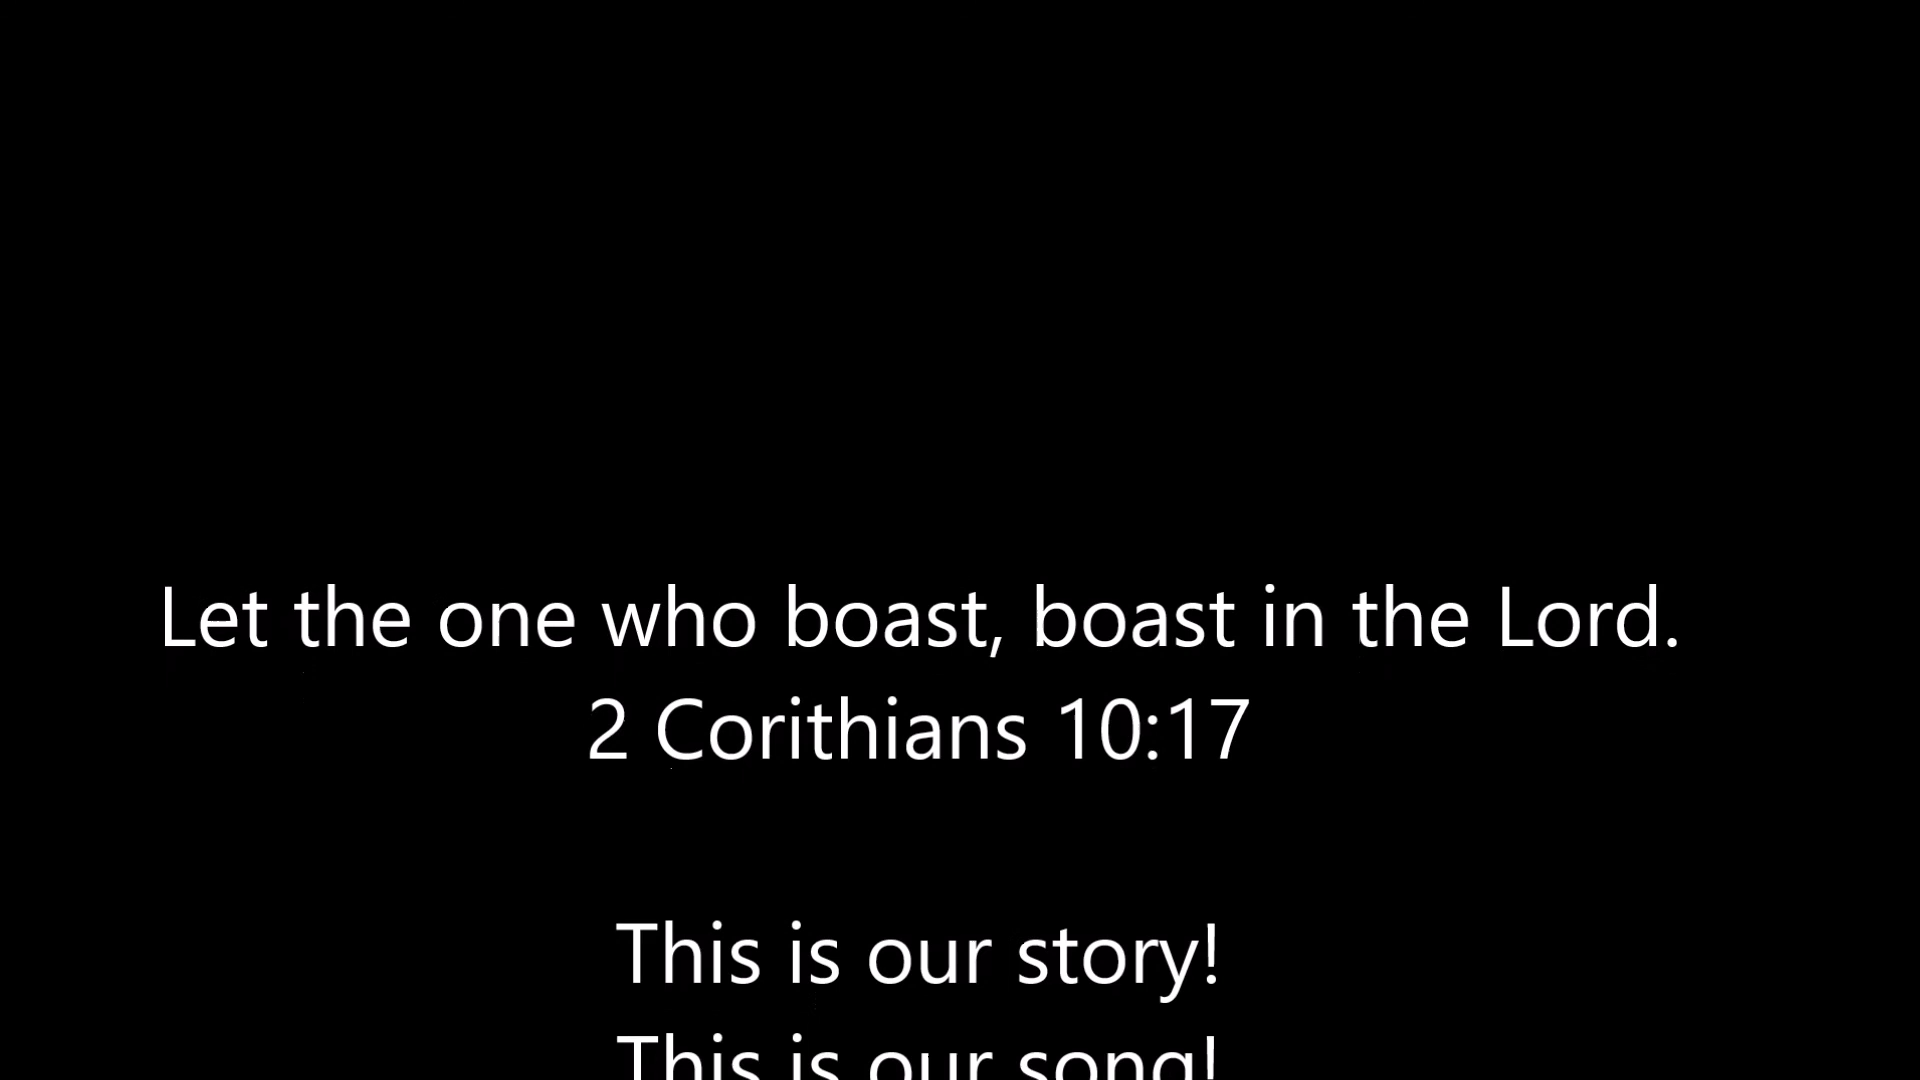 Let the one who boast, boast in the Lord.
2 Corithians 10:17
This is our story!
This is our song!